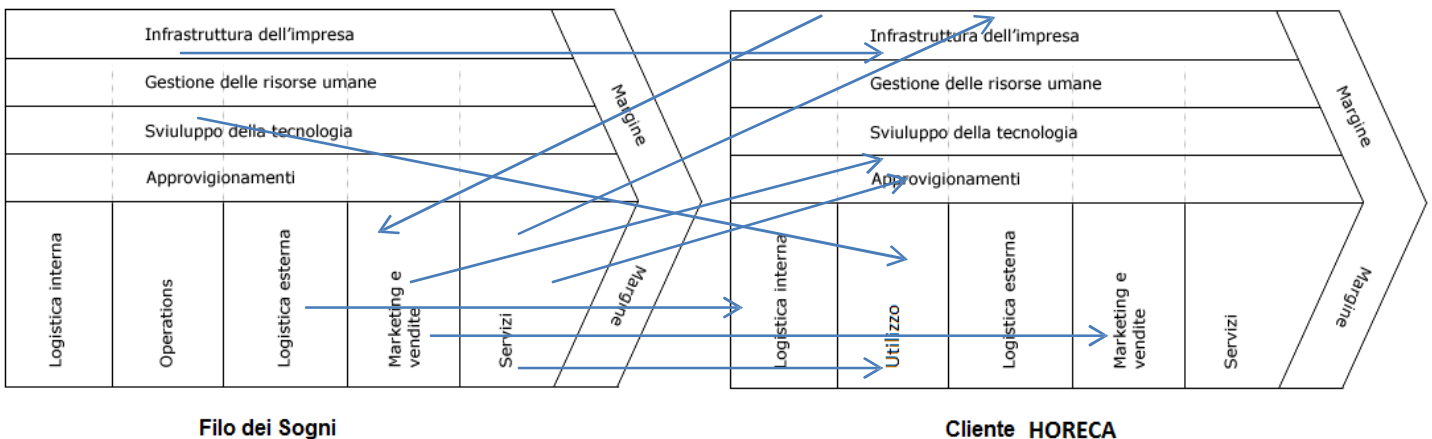 Infrastruttura dell'impresa
Gestione delle risorse umane
Sviuluppo della tecnologia
Approvigionamenti
Logistica interna
Operations
Logistica esterna
Marketing e
vendite
Servizi
Margine
Margine
Filo dei Sogni
Infrastruttura dell'impresa
Gestione delle risorse umane
Sviuluppo della tecnologia
Approvigionamenti
Logistica interna
Utilizzo
Logistica esterna
Marketing e
vendite
Servizi
Margine
Margine
Cliente HORECA